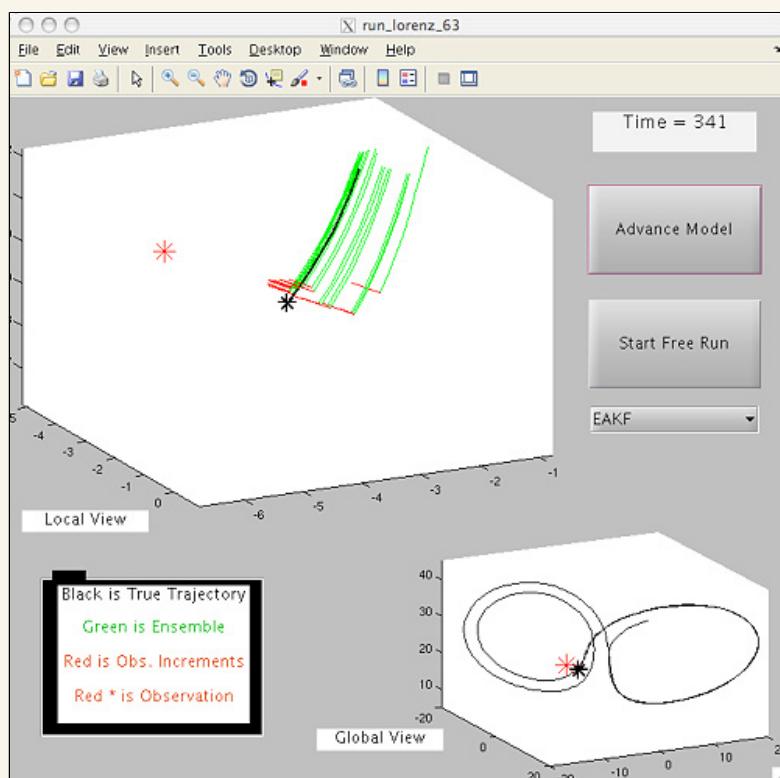 run_lorenz_63
File Edit View Insert Tools Desktop Window Help
Time = 341
Advance Model
Start Free Run
EAKF
-4
-3
-2
-1
0
-6
-5
-4
-3
-2
-1
Local View
Black is True Trajectory
Green is Ensemble
Red is Obs. Increments
Red * is Observation
40
30
20
10
-20
0
20
-10
0
10
Global View